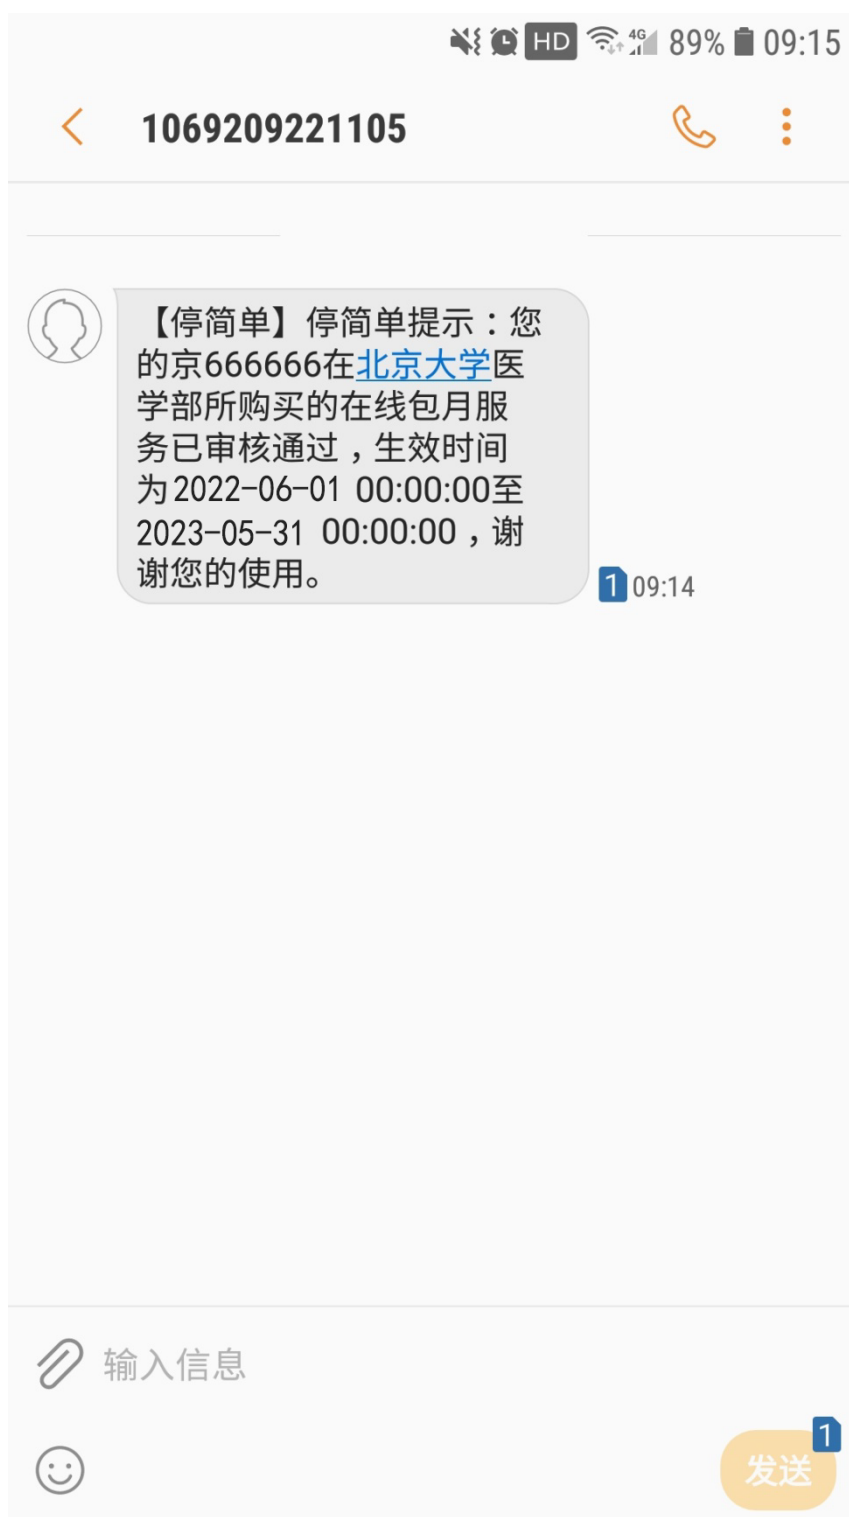 HD 4G 89% 09:15
1069209221105
【停简单】停简单提示：您
的京666666在北京大学医
学部所购买的在线包月服
务已审核通过，生效时间
为2022-06-01 00:00:00至
2023-05-31 00:00:00，谢
谢您的使用。
1 09:14
输入信息
1
发送